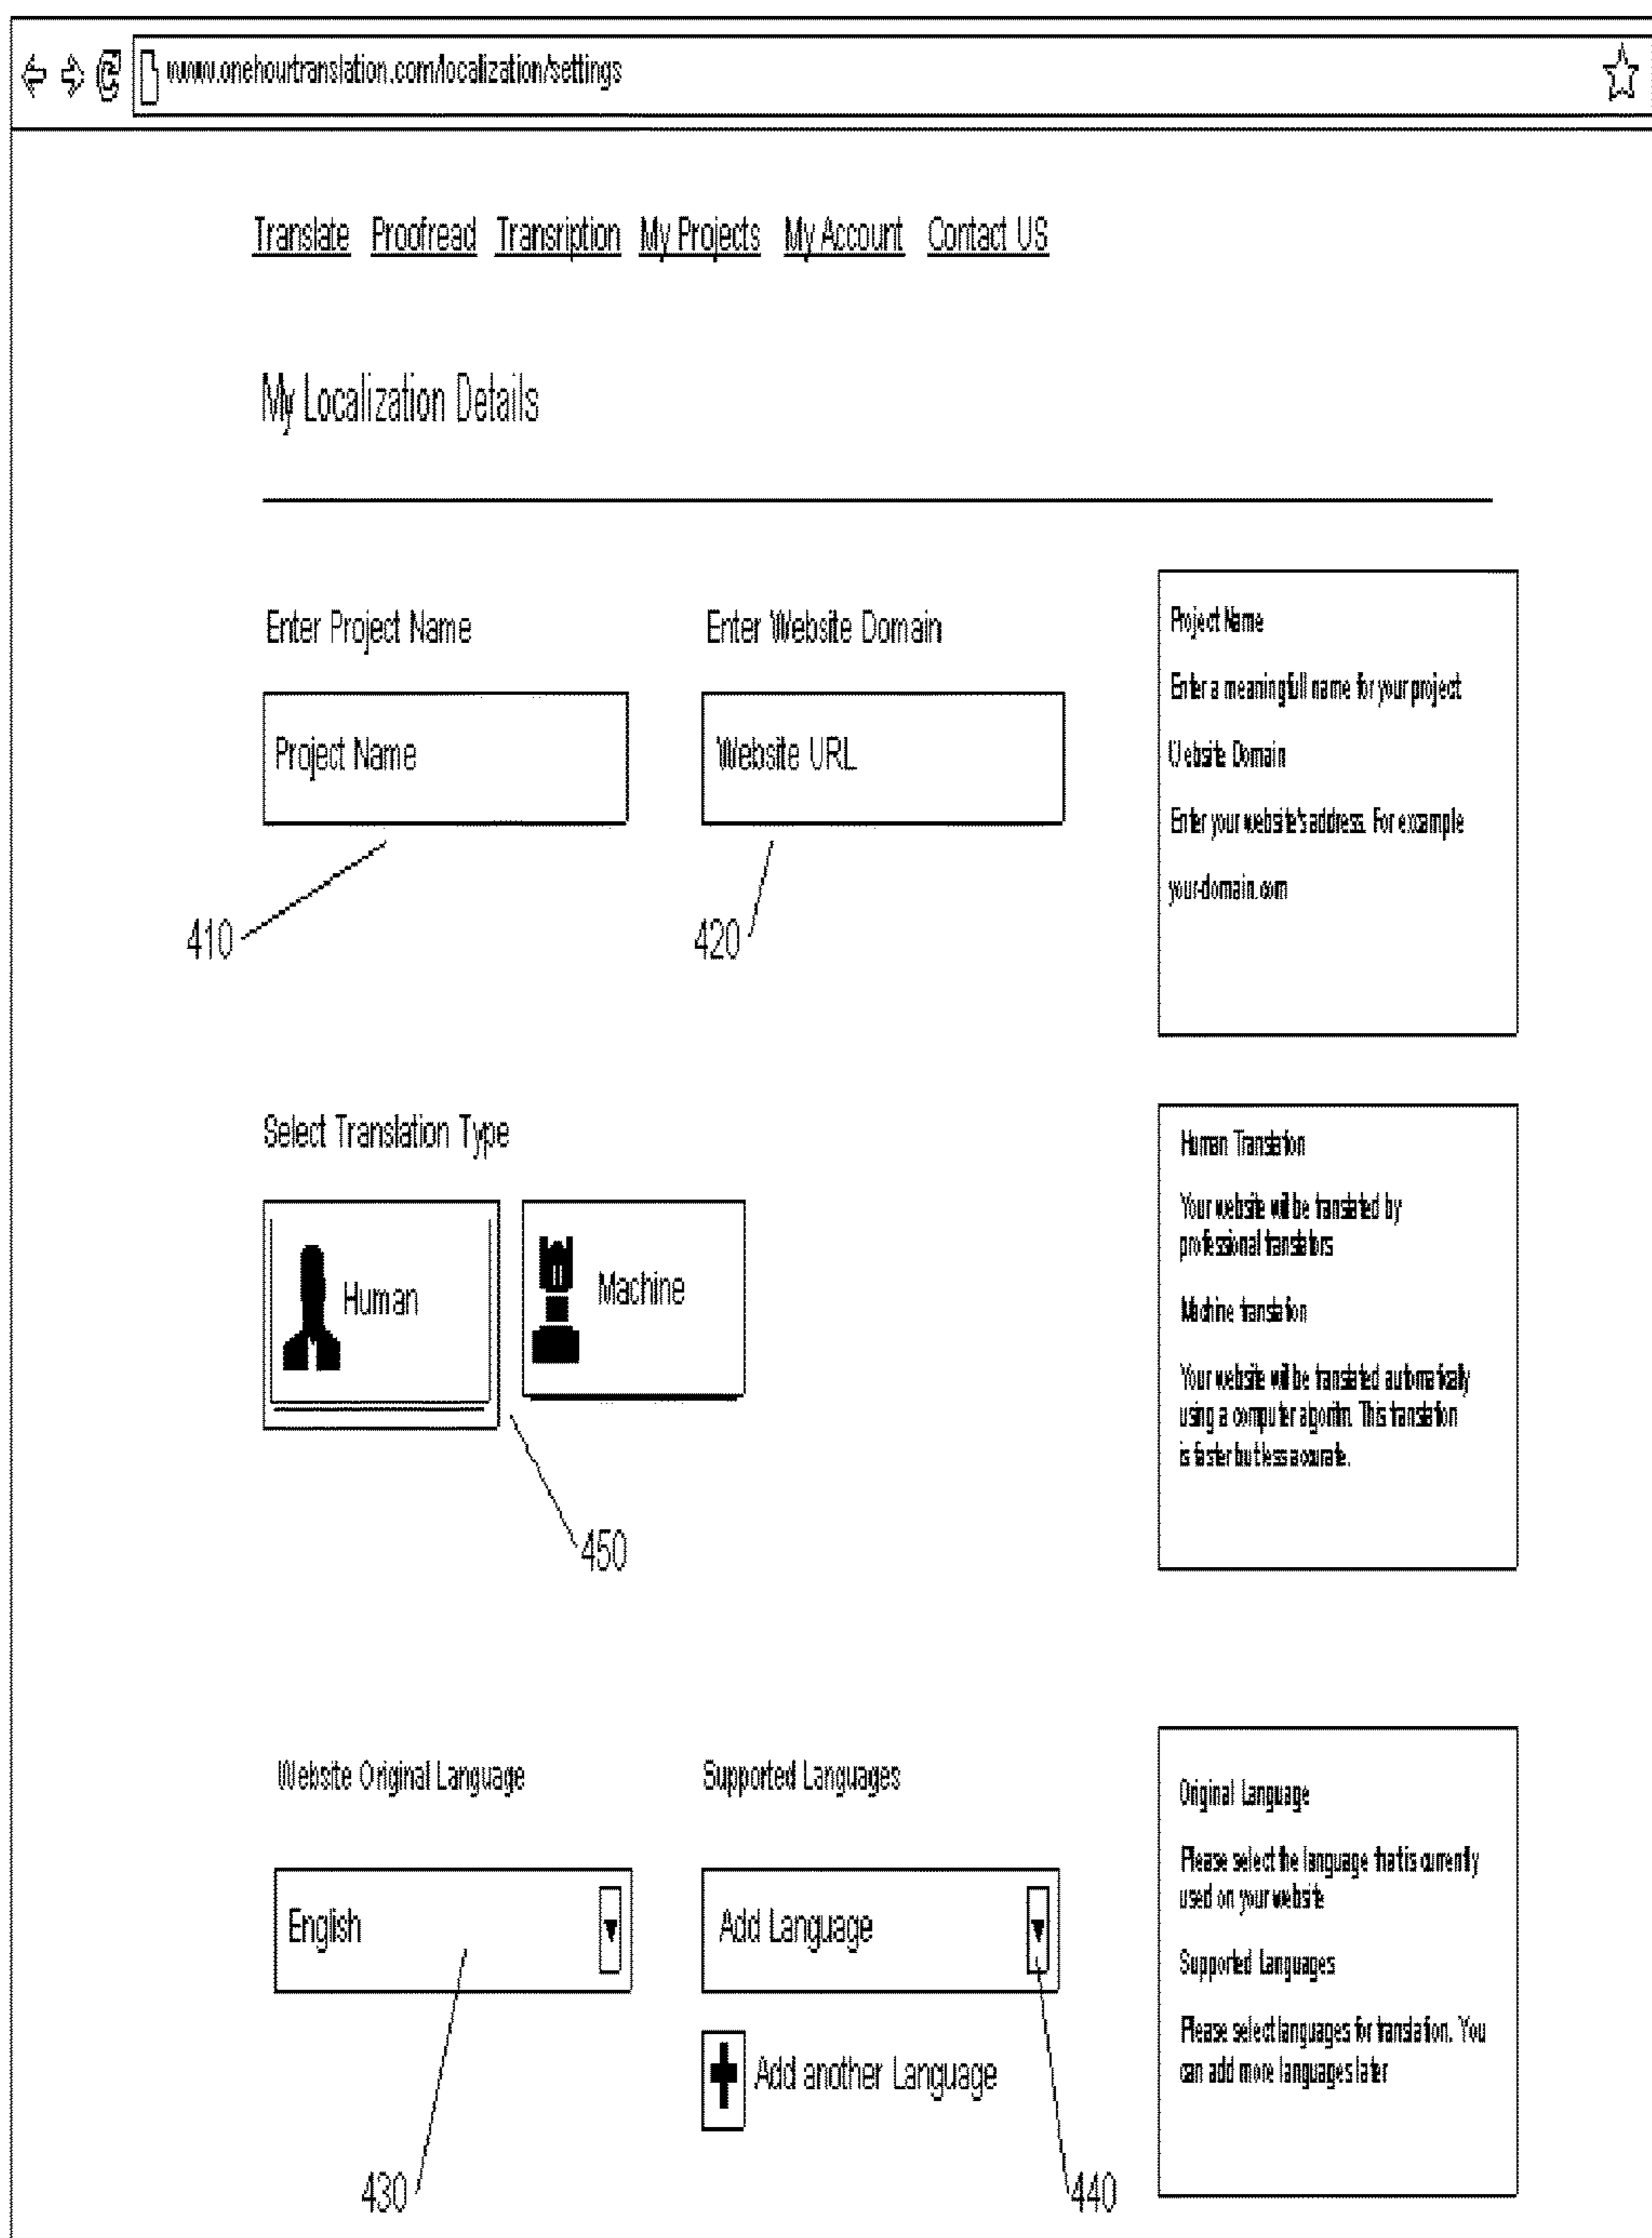 www.onehourtranslation.com/localization/settings
Translate Proofread Transription My Projects My Account Contact US
My Localization Details
Enter Project Name
Enter Website Domain
Project Name
Website URL
410
420
Project Name
Enter a meaningfull name for your project
Website Domain
Enter your website's address. For example
your-domain.com
Select Translation Type
Human
Machine
450
Human Translation
Your website will be translated by
professional translators
Machine translation
Your website will be translated automatically
using a computer algoritm. This translation
is faster but less accurate.
Website Original Language
Supported Languages
English
Add Language
Add another Language
430
440
Original Language
Please select the language that is currently
used on your website
Supported Languages
Please select languages for translation. You
can add more languages later